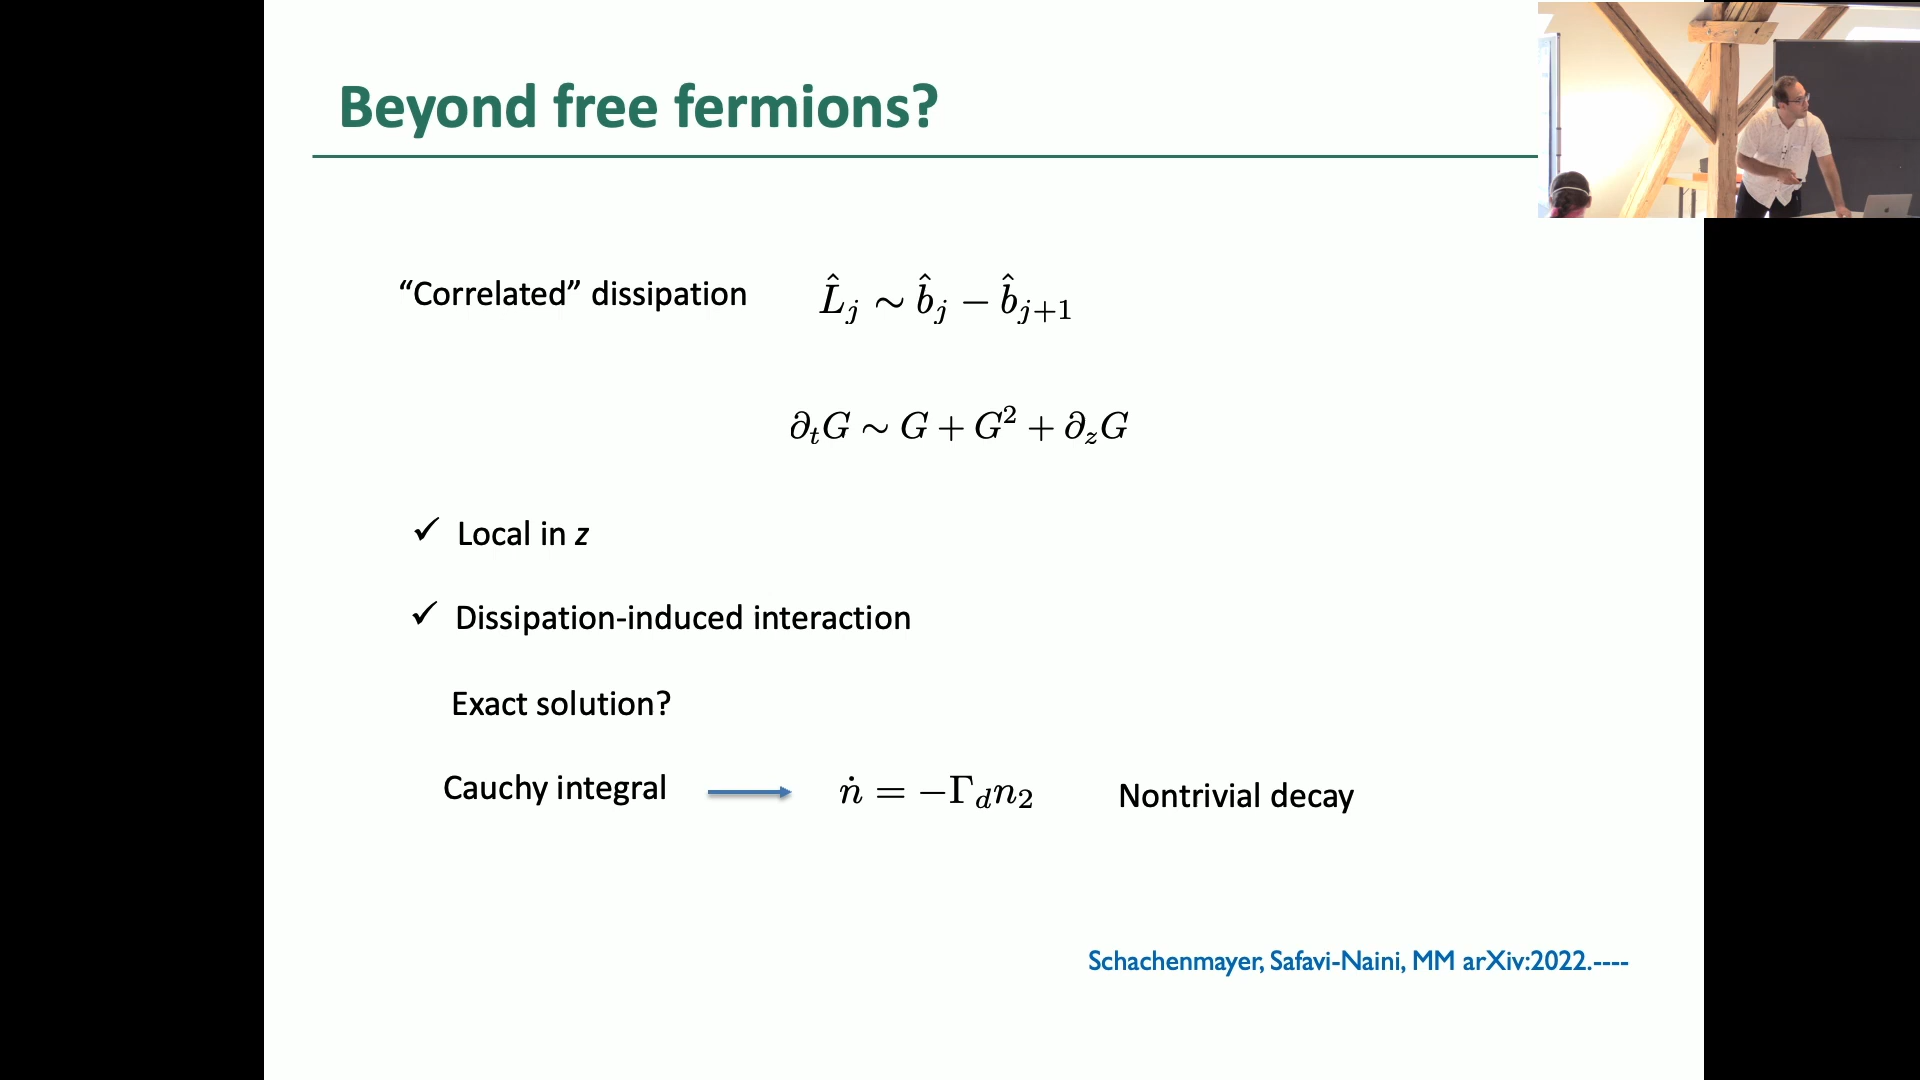 Beyond free fermions?
“Correlated” dissipation $\hat{L}_j \sim \hat{b}_j - \hat{b}_{j+1}$
$\partial_t G \sim G + G^2 + \partial_z G$
✓ Local in z
✓ Dissipation-induced interaction
Exact solution?
Cauchy integral → $\dot{n} = -\Gamma_d n_2$ Nontrivial decay
Schachenmayer, Safavi-Naini, MM arXiv:2022.----